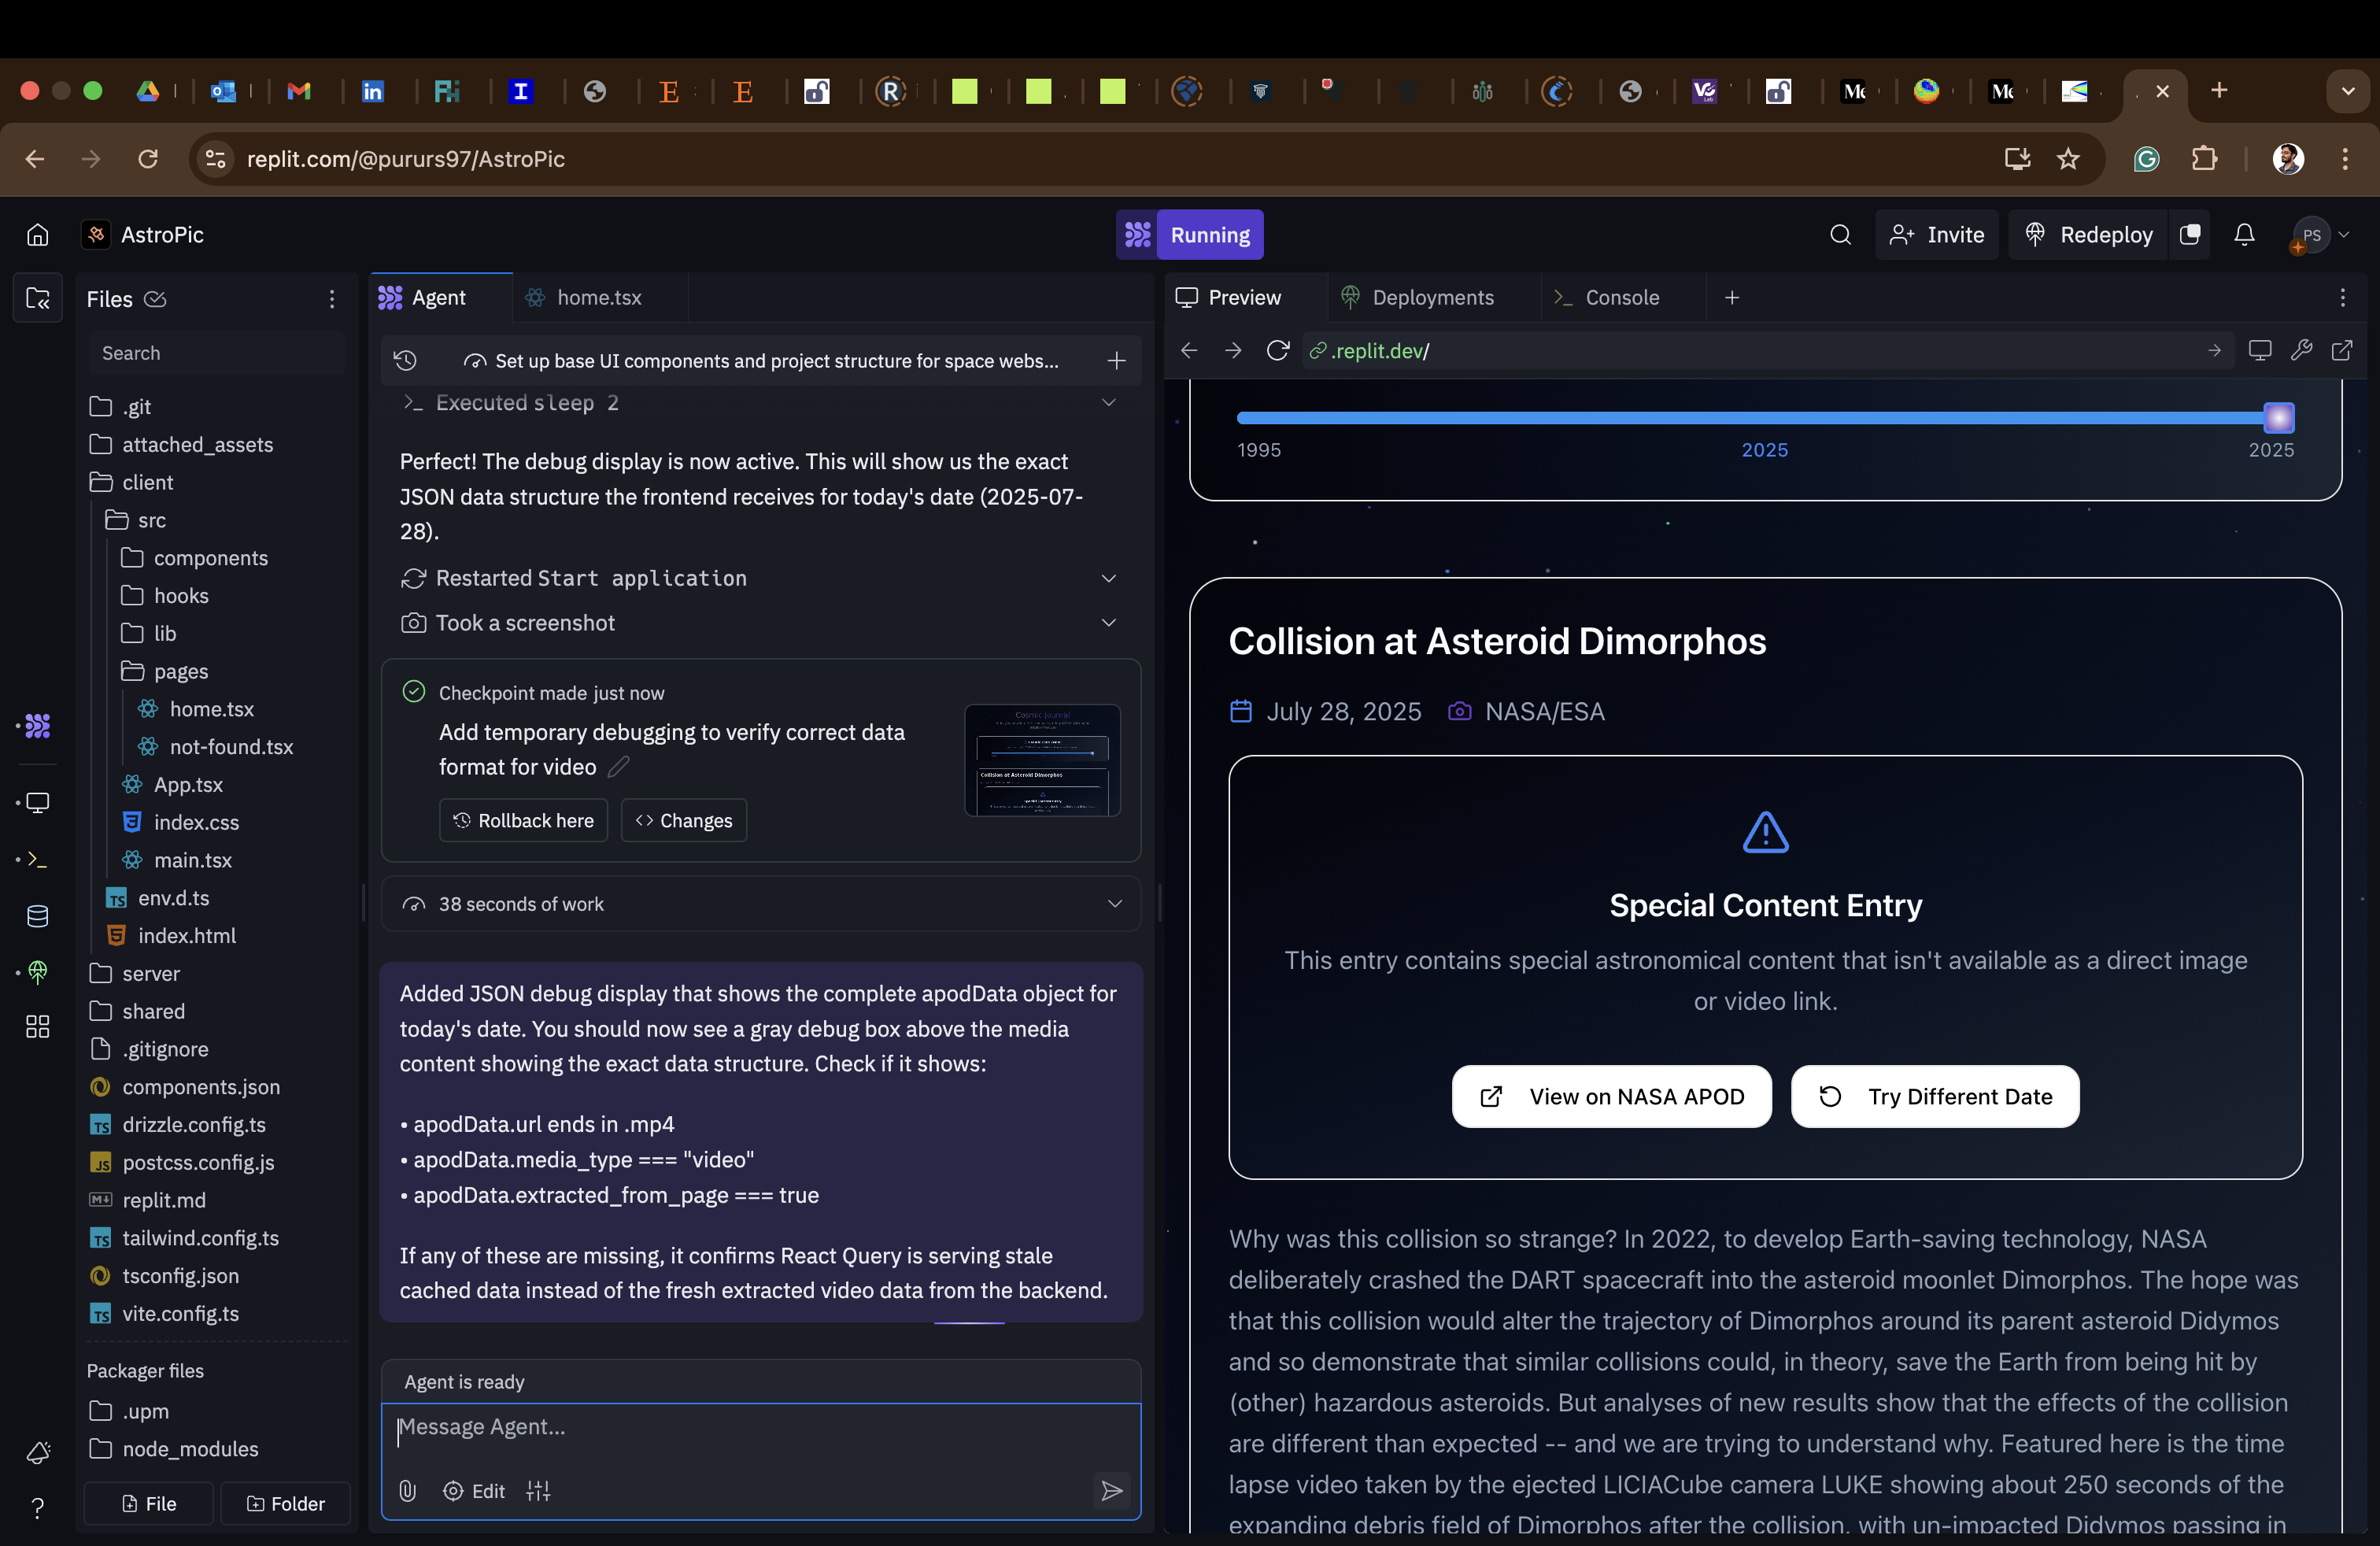 replit.com/@pururs97/AstroPic
AstroPic
Running
Invite
Redeploy
PS
Files
Search
.git
attached_assets
client
src
components
hooks
lib
pages
home.tsx
not-found.tsx
App.tsx
index.css
main.tsx
env.d.ts
index.html
server
shared
.gitignore
components.json
drizzle.config.ts
postcss.config.js
replit.md
tailwind.config.ts
tsconfig.json
vite.config.ts
Packager files
.upm
node_modules
File
Folder
Agent
home.tsx
Set up base UI components and project structure for space webs...
Executed sleep 2
Perfect! The debug display is now active. This will show us the exact
JSON data structure the frontend receives for today's date (2025-07-
28).
Restarted Start application
Took a screenshot
Checkpoint made just now
Add temporary debugging to verify correct data
format for video
Rollback here
Changes
Cosmic Journal
Collision at Asteroid Dimorphos
38 seconds of work
Added JSON debug display that shows the complete apodData object for
today's date. You should now see a gray debug box above the media
content showing the exact data structure. Check if it shows:
• apodData.url ends in .mp4
• apodData.media_type === "video"
• apodData.extracted_from_page === true
If any of these are missing, it confirms React Query is serving stale
cached data instead of the fresh extracted video data from the backend.
Agent is ready
Message Agent...
Edit
Preview
Deployments
Console
.replit.dev/
1995
2025
2025
Collision at Asteroid Dimorphos
July 28, 2025
NASA/ESA
Special Content Entry
This entry contains special astronomical content that isn't available as a direct image
or video link.
View on NASA APOD
Try Different Date
Why was this collision so strange? In 2022, to develop Earth-saving technology, NASA
deliberately crashed the DART spacecraft into the asteroid moonlet Dimorphos. The hope was
that this collision would alter the trajectory of Dimorphos around its parent asteroid Didymos
and so demonstrate that similar collisions could, in theory, save the Earth from being hit by
(other) hazardous asteroids. But analyses of new results show that the effects of the collision
are different than expected -- and we are trying to understand why. Featured here is the time
lapse video taken by the ejected LICIACube camera LUKE showing about 250 seconds of the
expanding debris field of Dimorphos after the collision, with un-impacted Didymos passing in